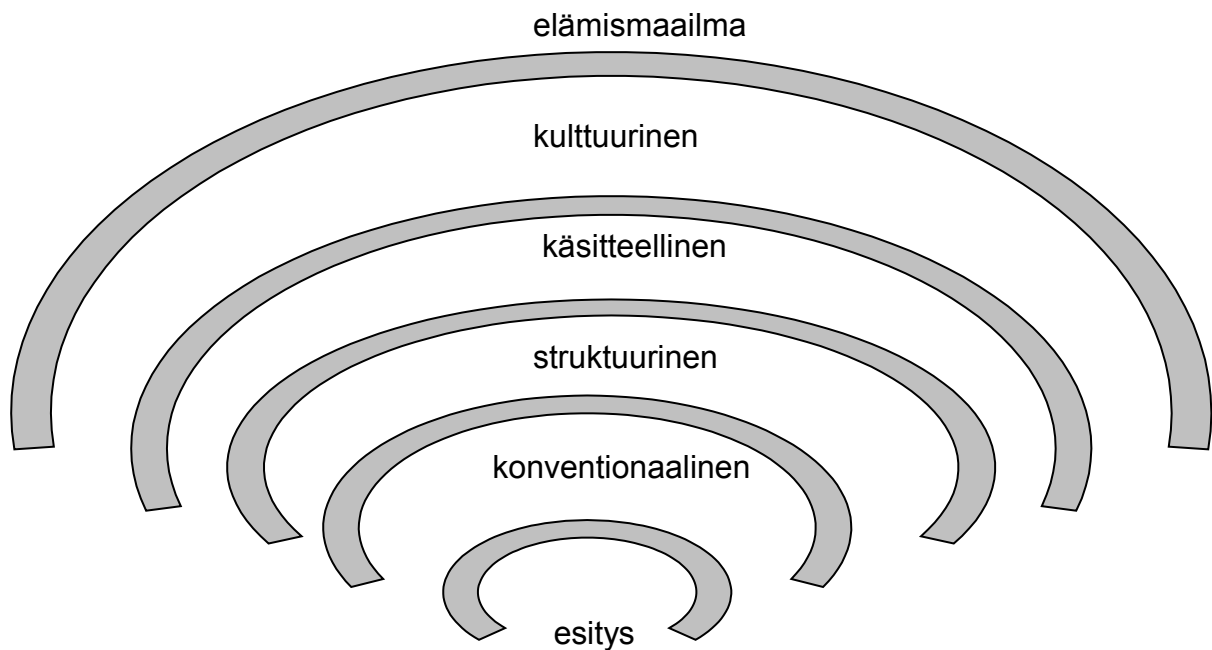 elämismaailma
kulttuurinen
käsitteellinen
struktuurinen
konventionaalinen
esitys